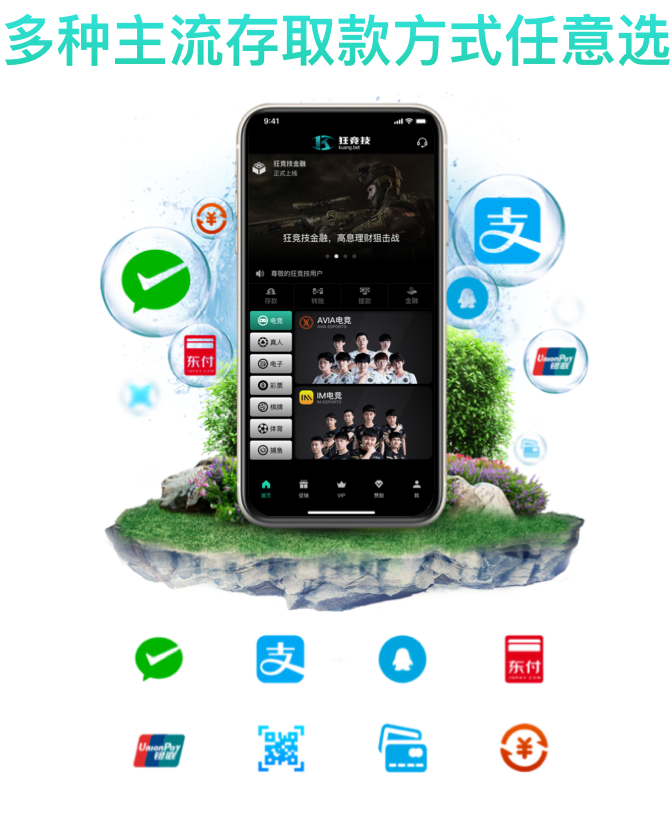 多种主流存取款方式任意选
9:41
狂竞技
kuang.bet
狂竞技金融
正式上线
狂竞技金融，高息理财狙击战
尊敬的狂竞技用户
存款 转账 提款 金融
电竞
真人
电子
彩票
棋牌
体育
捕鱼
AVIA电竞
AVIA ESPORTS
IM
IM电竞
IM ESPORTS
首页 促销 VIP 赞助 我
支
东付
UnionPay
银联
支
东付
UnionPay
银联